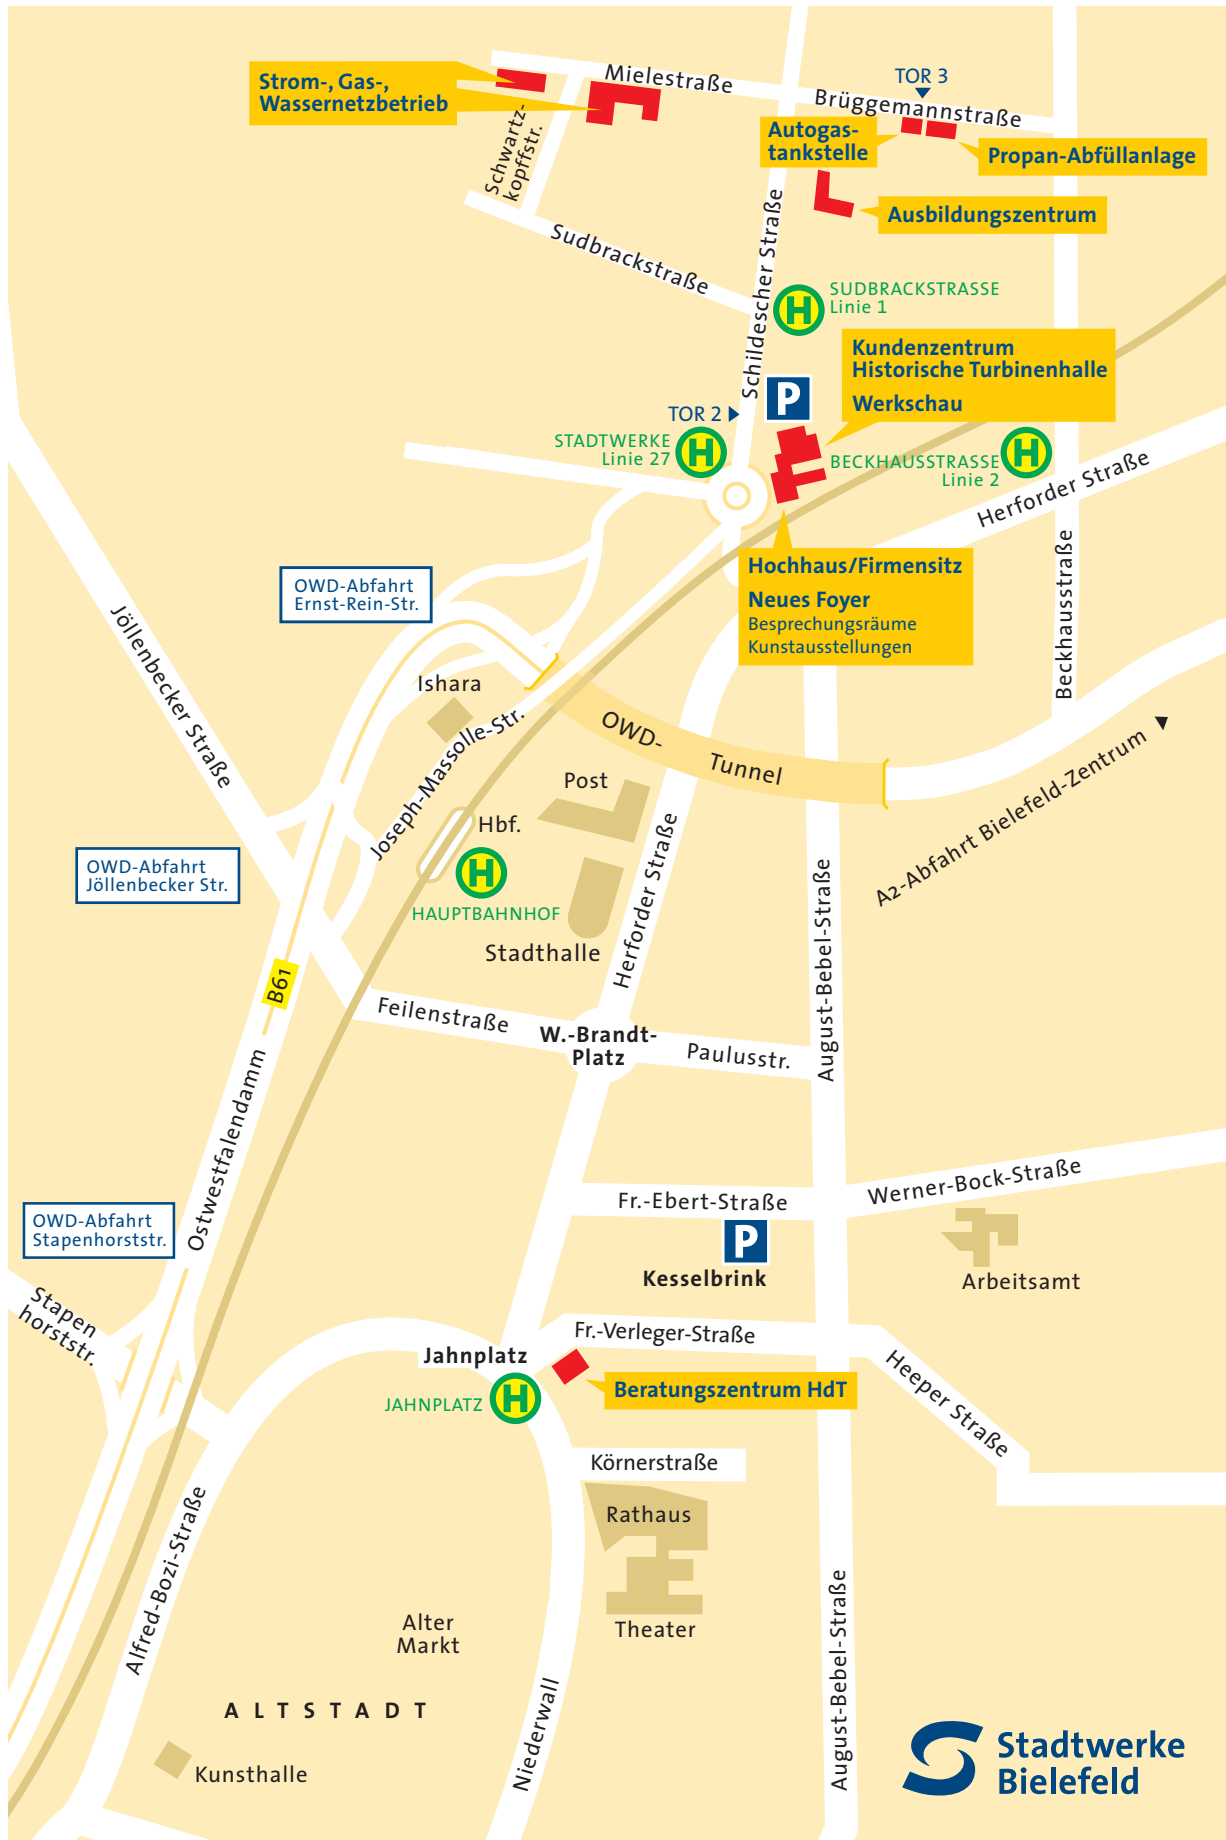 Strom-, Gas-,
Wassernetzbetrieb
Mielestraße
TOR 3
Brüggemannstraße
Autogas-
tankstelle
Propan-Abfüllanlage
Schwartz-
kopffstr.
Ausbildungszentrum
Sudbrackstraße
Schildescher Straße
SUDBRACKSTRASSE
Linie 1
Kundenzentrum
Historische Turbinenhalle
Werkschau
P
TOR 2
H
STADTWERKE
Linie 27
H
BECKHAUSSTRASSE
Linie 2
H
Herforder Straße
Hochhaus/Firmensitz
Neues Foyer
Besprechungsräume
Kunstausstellungen
Beckhausstraße
OWD-Abfahrt
Ernst-Rein-Str.
Jöllenbecker Straße
Ishara
Joseph-Massolle-Str.
OWD-
Tunnel
A2-Abfahrt Bielefeld-Zentrum
Post
Hbf.
H
HAUPTBAHNHOF
Stadthalle
Herforder Straße
August-Bebel-Straße
OWD-Abfahrt
Jöllenbecker Str.
B61
Feilenstraße
W.-Brandt-
Platz
Paulusstr.
Ostwestfalendamm
Fr.-Ebert-Straße
Werner-Bock-Straße
P
Kesselbrink
Arbeitsamt
OWD-Abfahrt
Stapenhorststr.
Stapen
horststr.
Fr.-Verleger-Straße
Jahnplatz
Beratungszentrum HdT
JAHNPLATZ
H
Heeper Straße
Körnerstraße
Rathaus
Theater
Alfred-Bozi-Straße
Alter
Markt
ALTSTADT
Kunsthalle
Niederwall
August-Bebel-Straße
Stadtwerke
Bielefeld